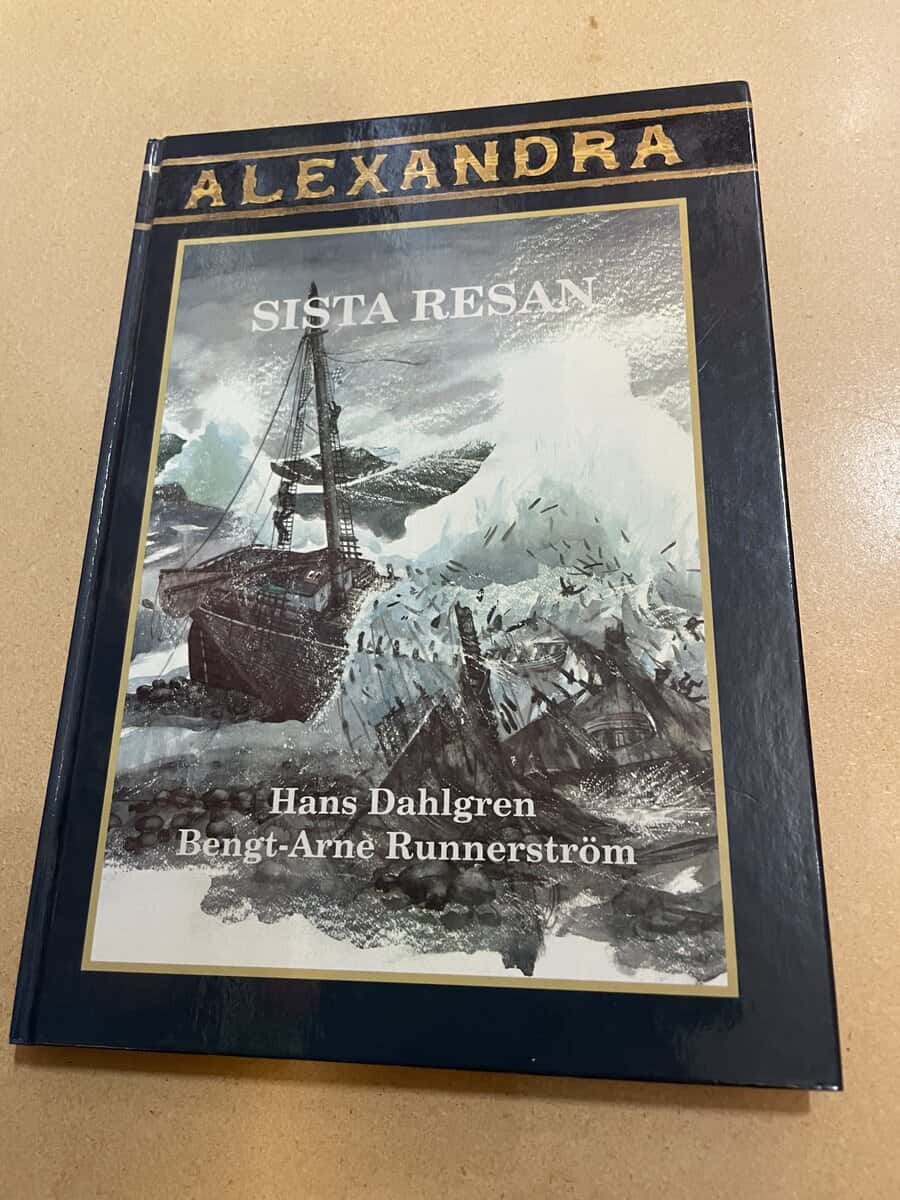 ALEXANDRA
SISTA RESAN
Hans Dahlgren
Bengt-Arne Runnerström